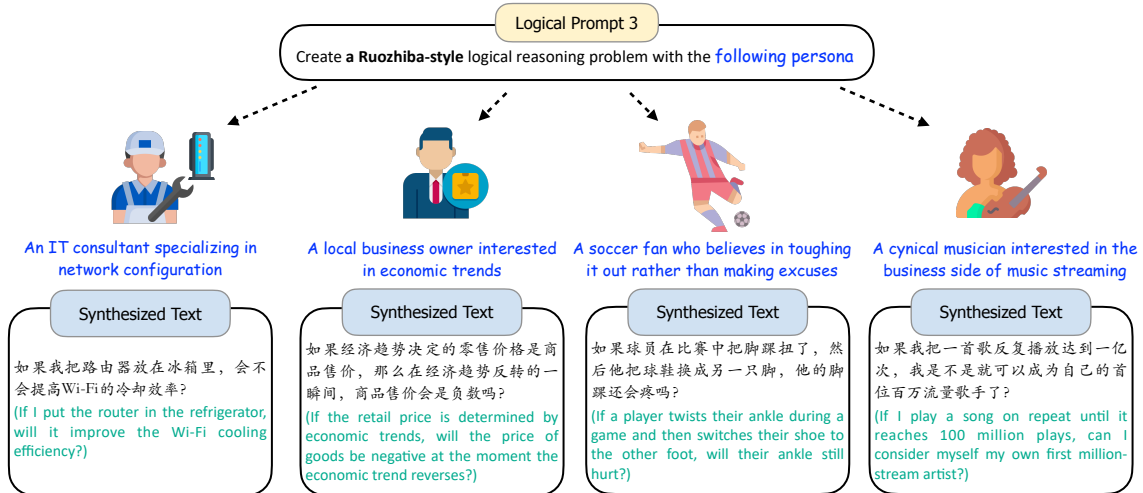 Logical Prompt 3
Create a Ruozhiba-style logical reasoning problem with the following persona
An IT consultant specializing in
network configuration
Synthesized Text
如果我把路由器放在冰箱里，会不
会提高Wi-Fi的冷却效率？
(If I put the router in the refrigerator,
will it improve the Wi-Fi cooling
efficiency?)
A local business owner interested
in economic trends
Synthesized Text
如果经济趋势决定的零售价格是商
品售价，那么在经济趋势反转的一
瞬间，商品售价会是负数吗？
(If the retail price is determined by
economic trends, will the price of
goods be negative at the moment the
economic trend reverses?)
A soccer fan who believes in toughing
it out rather than making excuses
Synthesized Text
如果球员在比赛中把脚踝扭了，然
后他把球鞋换成另一只脚，他的脚
踝还会疼吗？
(If a player twists their ankle during a
game and then switches their shoe to
the other foot, will their ankle still
hurt?)
A cynical musician interested in the
business side of music streaming
Synthesized Text
如果我把一首歌反复播放达到一亿
次，我是不是就可以成为自己的首
位百万流量歌手了？
(If I play a song on repeat until it
reaches 100 million plays, can I
consider myself my own first million-
stream artist?)